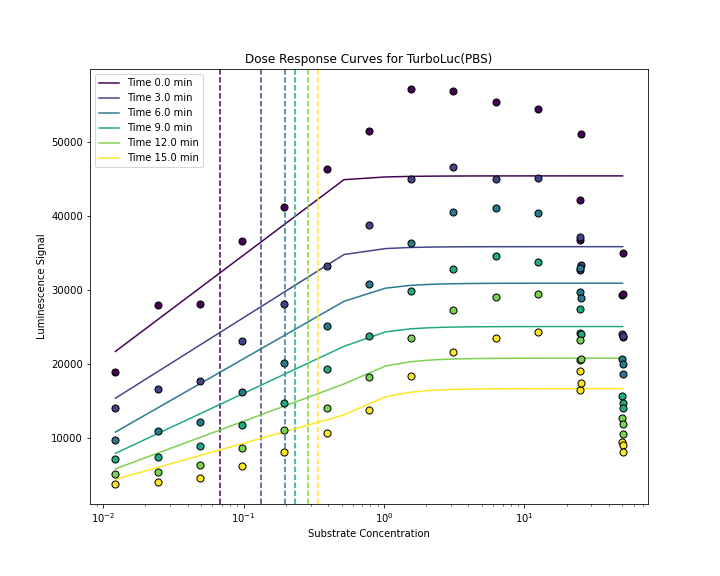 Dose Response Curves for TurboLuc(PBS)
Time 0.0 min
Time 3.0 min
Time 6.0 min
Time 9.0 min
Time 12.0 min
Time 15.0 min
Luminescence Signal
50000
40000
30000
20000
10000
10⁻²
10⁻¹
10⁰
10¹
Substrate Concentration